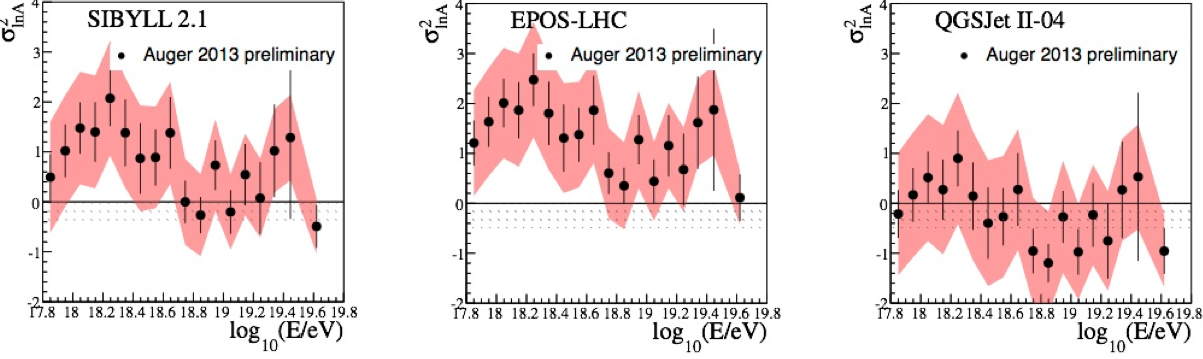 SIBYLL 2.1
Auger 2013 preliminary
σ²lnA
4
3
2
1
0
-1
-2
17.8 18 18.2 18.4 18.6 18.8 19 19.2 19.4 19.6 19.8
log10(E/eV)
EPOS-LHC
Auger 2013 preliminary
σ²lnA
4
3
2
1
0
-1
-2
17.8 18 18.2 18.4 18.6 18.8 19 19.2 19.4 19.6 19.8
log10(E/eV)
QGSJet II-04
Auger 2013 preliminary
σ²lnA
4
3
2
1
0
-1
-2
17.8 18 18.2 18.4 18.6 18.8 19 19.2 19.4 19.6 19.8
log10(E/eV)